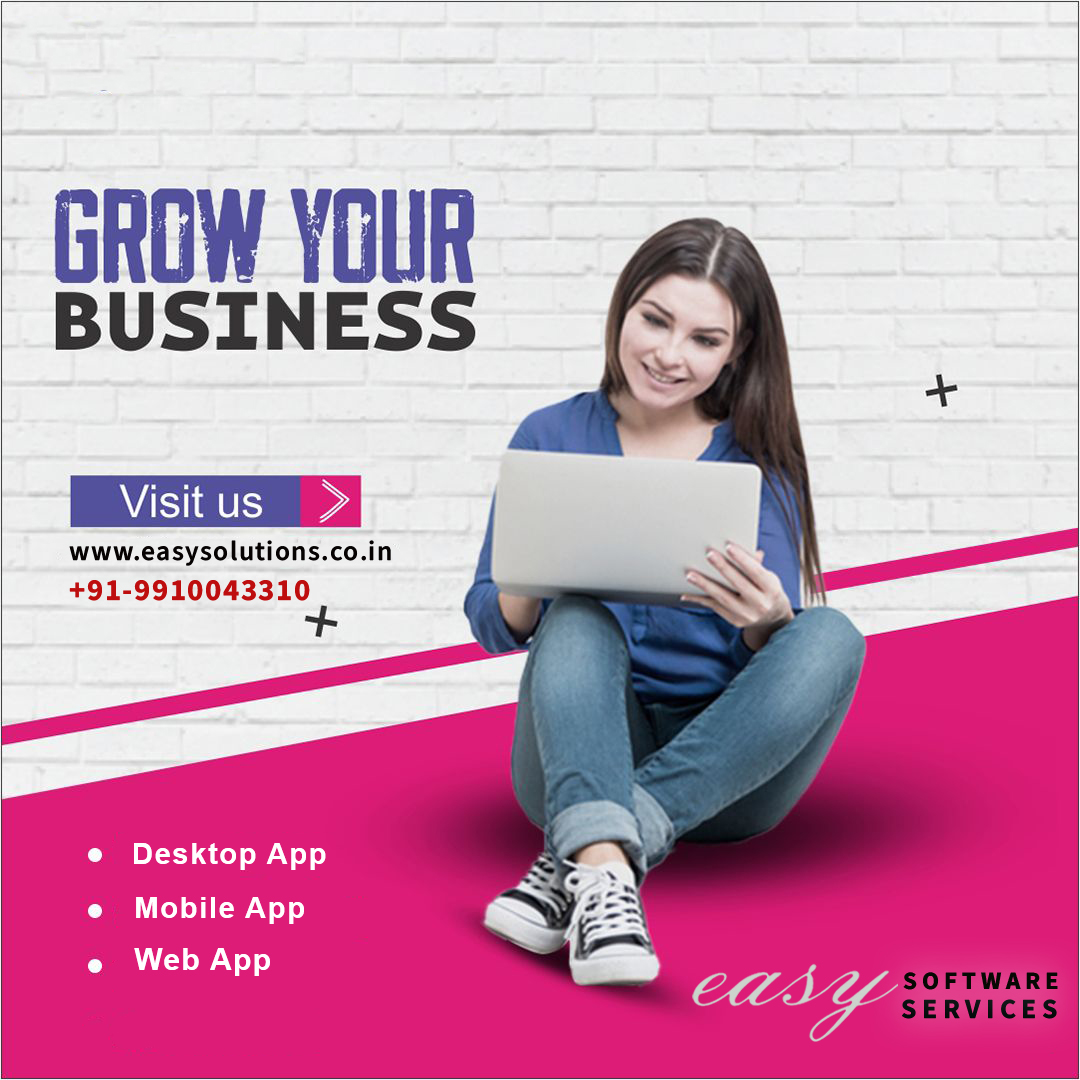 GROW YOUR
BUSINESS
Visit us
www.easysolutions.co.in
+91-9910043310
Desktop App
Mobile App
Web App
easy SOFTWARE
SERVICES